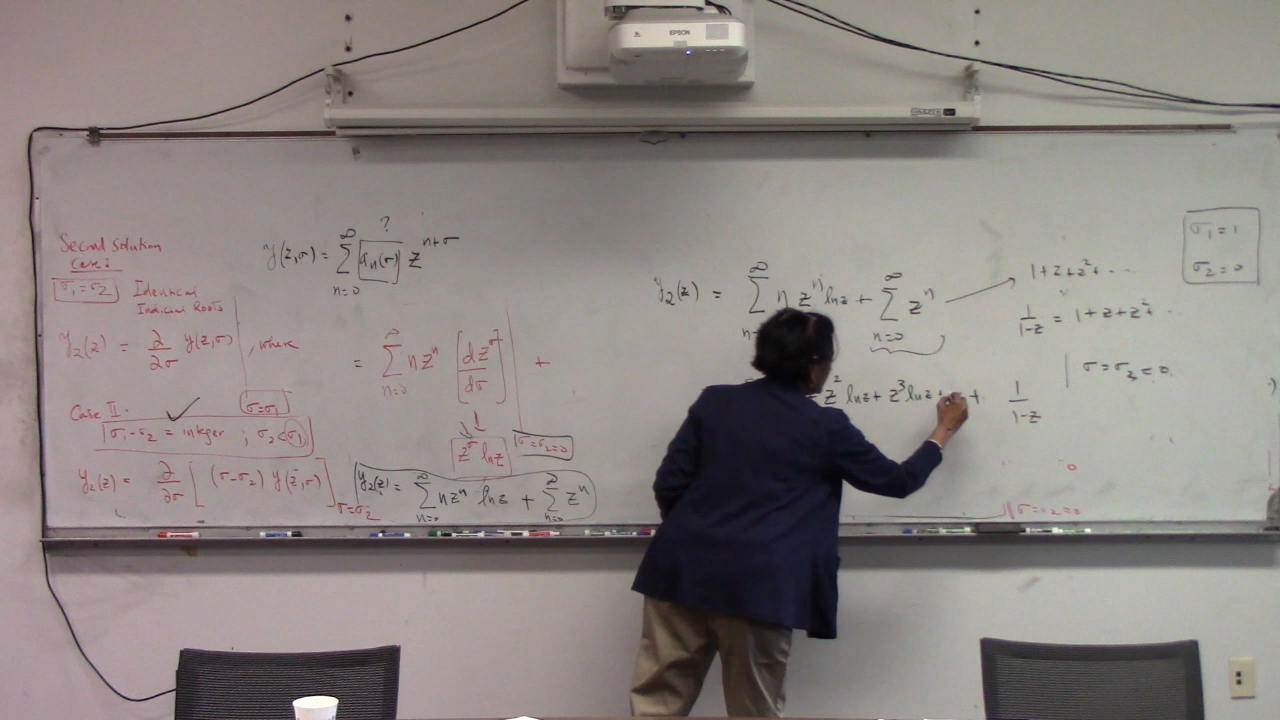 EPSON
Second Solution
Case I
σ₁ = σ₂ Identical
Indicial Roots
y₂(z) = ∂/∂σ y(z,σ) , where
σ=σ₁
Case II.
σ₁-σ₂ = integer ; σ₂<σ₁
y₂(z) = ∂/∂σ [ (σ-σ₂) y(z,σ) ]
σ=σ₂
?
y(z,σ) = ∞ ∑ n=0 aₙ(σ) z^(n+σ)
= ∞ ∑ n=0 n zⁿ [ dz^σ / dσ ] +
z^σ ln z
σ=σ₂=0
y₂(z) = ∞ ∑ n=0 n zⁿ ln z + ∞ ∑ n=0 zⁿ
y₂(z) = ∞ ∑ n zⁿ ln z + ∞ ∑ n=0 zⁿ
1+z+z²+ ...
1/(1-z) = 1+z+z²+ ..
σ=σ₂=0.
z² ln z + z³ ln z + 1/(1-z)
σ₁ = 1
σ₂ = 0
σ=σ₂=0